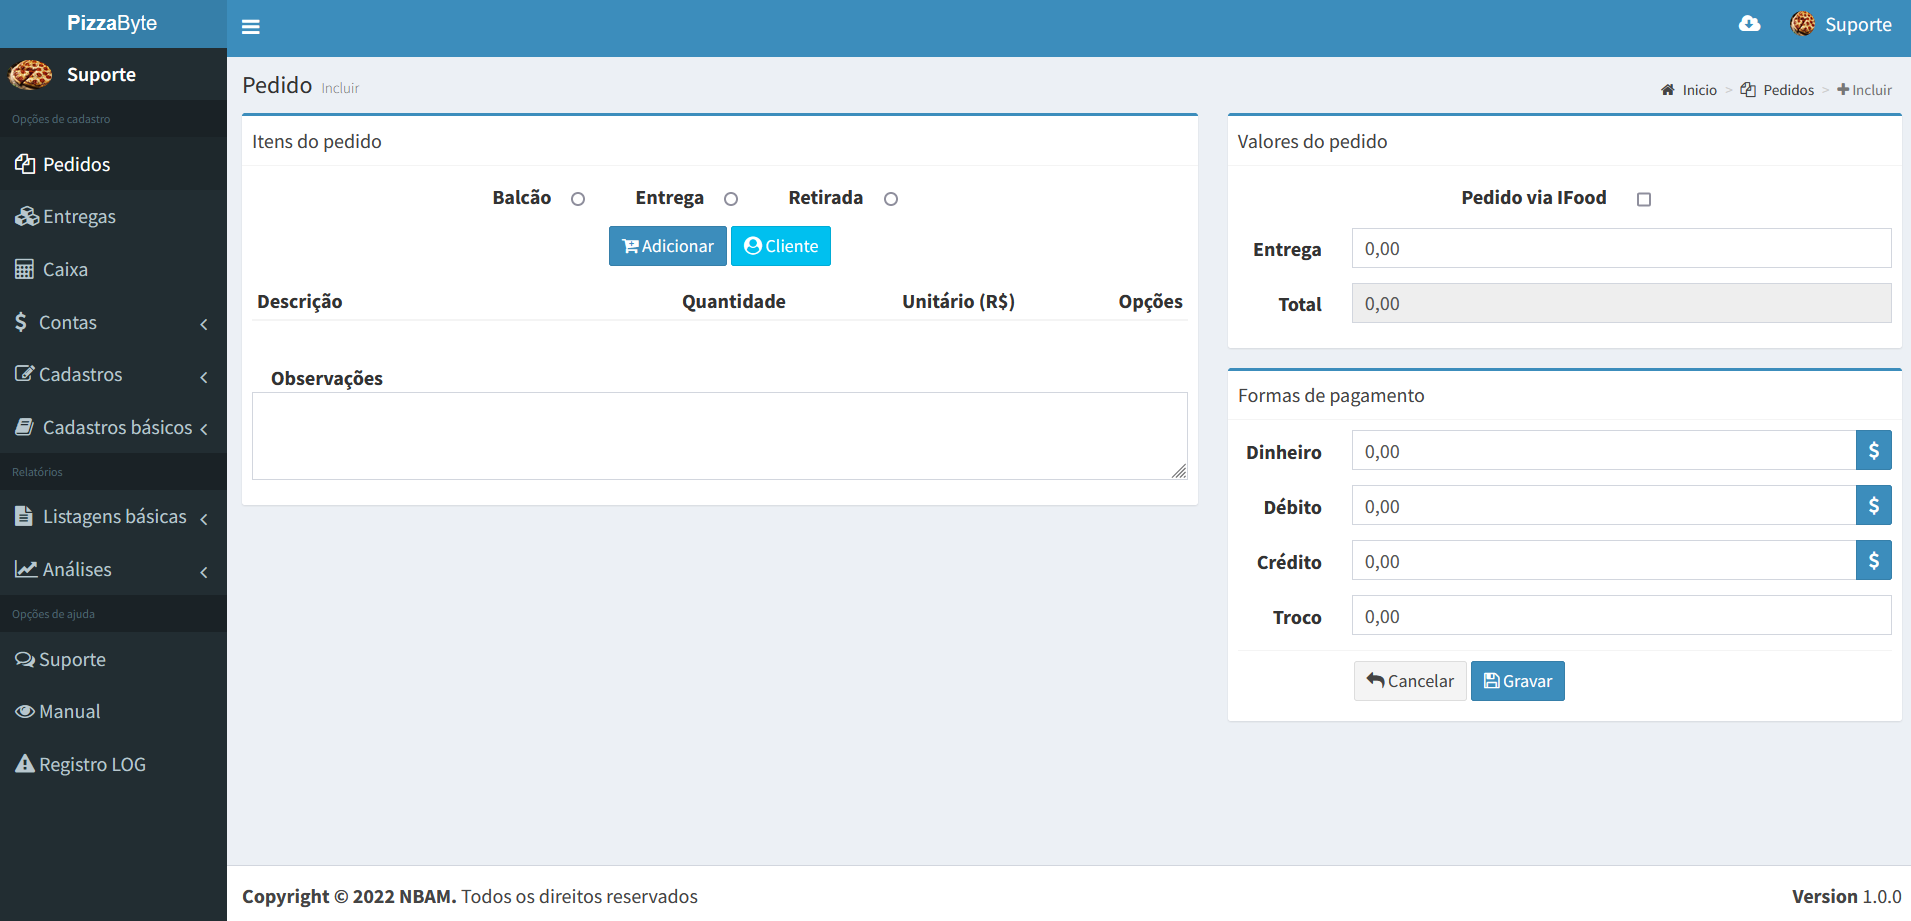 PizzaByte
Suporte
Suporte
Opções de cadastro
Pedidos
Entregas
Caixa
Contas
Cadastros
Cadastros básicos
Relatórios
Listagens básicas
Análises
Opções de ajuda
Suporte
Manual
Registro LOG
Pedido Incluir
Inicio > Pedidos > Incluir
Itens do pedido
Balcão Entrega Retirada
Adicionar Cliente
Descrição Quantidade Unitário (R$) Opções
Observações
Valores do pedido
Pedido via IFood
Entrega 0,00
Total 0,00
Formas de pagamento
Dinheiro 0,00 $
Débito 0,00 $
Crédito 0,00 $
Troco 0,00
Cancelar Gravar
Copyright © 2022 NBAM. Todos os direitos reservados
Version 1.0.0